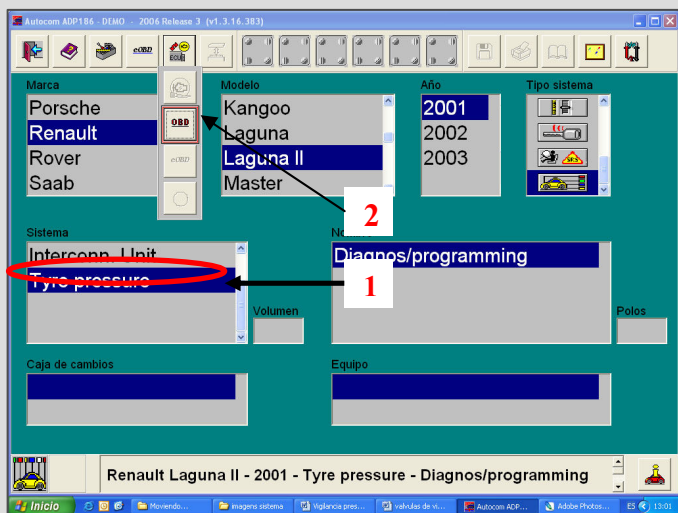 Autocom ADP186 - DEMO - 2006 Release 3 (v1.3.16.383)
eOBD
ECU
Marca
Modelo
Año
Tipo sistema
Porsche
Renault
Rover
Saab
OBD
eOBD
Kangoo
Laguna
Laguna II
Master
2001
2002
2003
SRS
2
Sistema
Interconn. Unit
Tyre pressure
Diagnos/programming
1
Volumen
Polos
Caja de cambios
Equipo
Renault Laguna II - 2001 - Tyre pressure - Diagnos/programming
Inicio
Moviendo...
imagens sistema
Vigilancia pres...
valvulas de vi...
Autocom ADP...
Adobe Photos...
ES
13:01